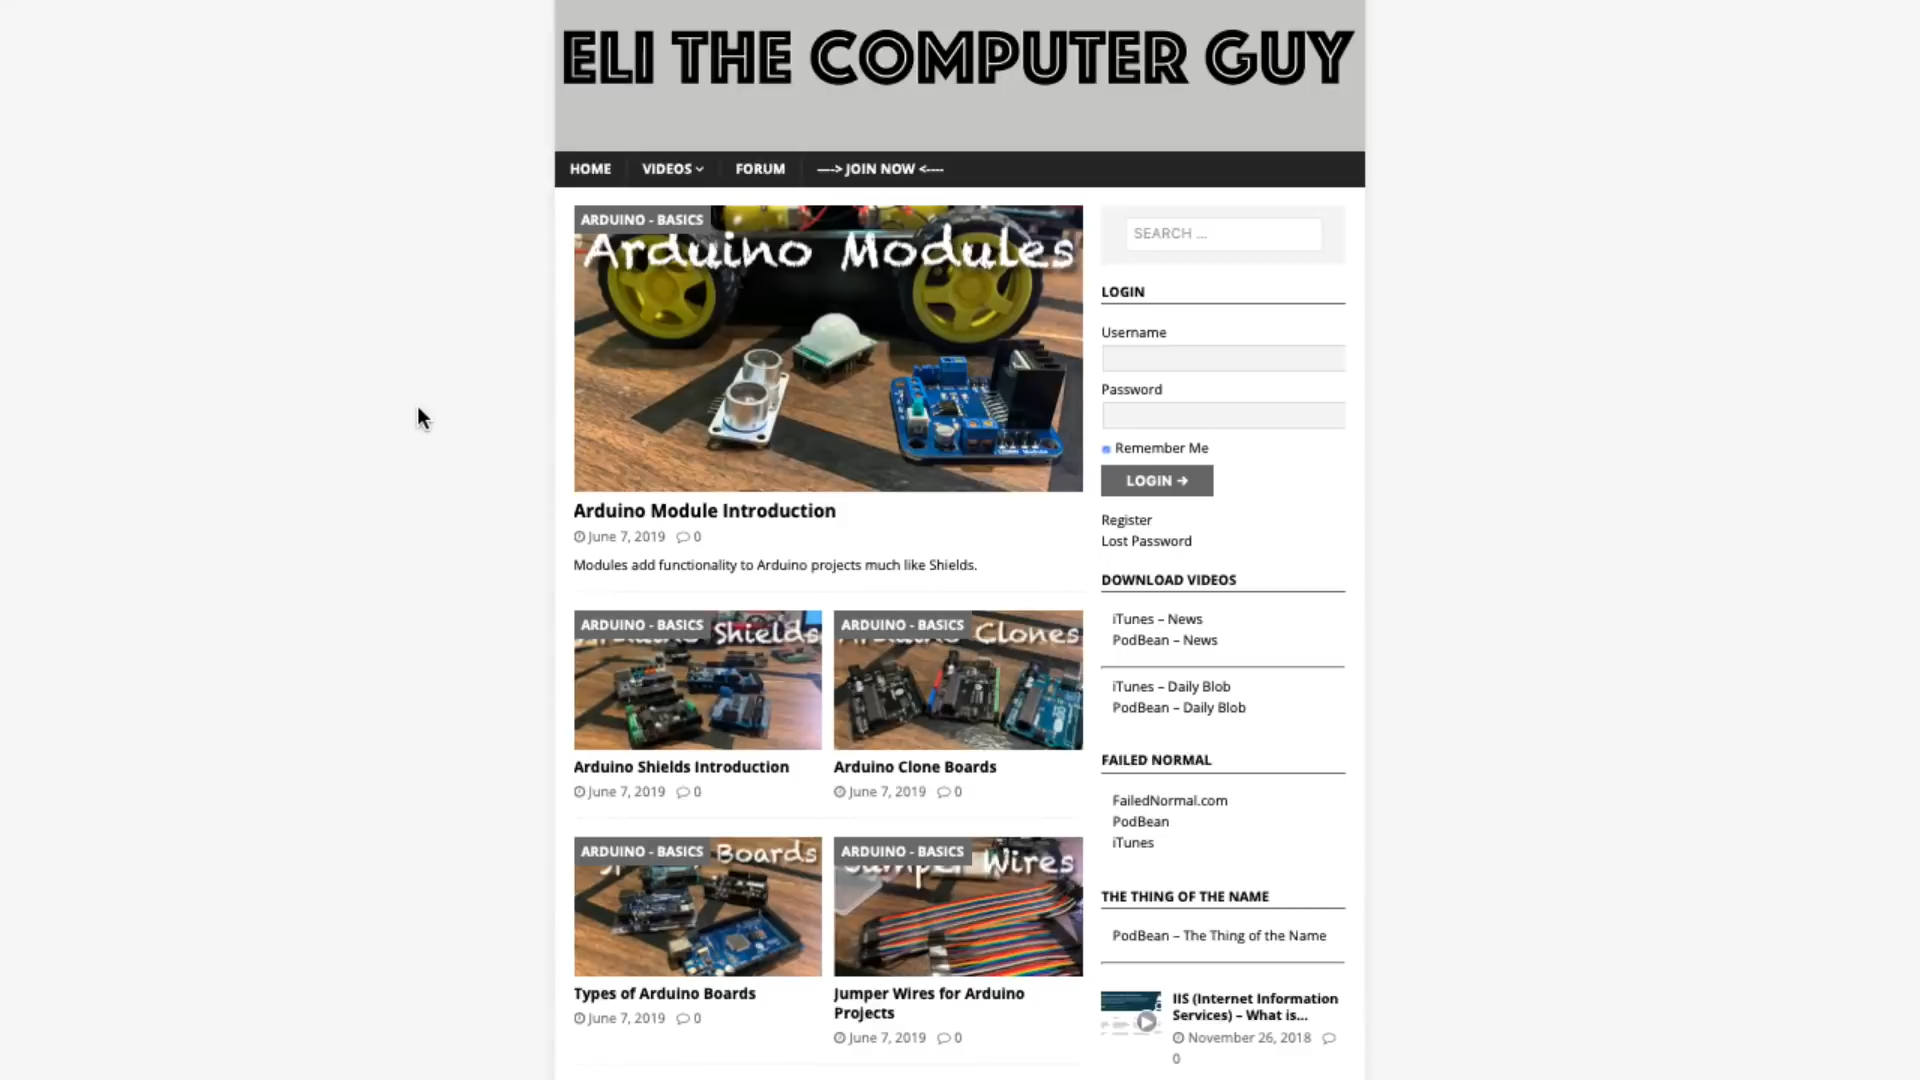 ELI THE COMPUTER GUY
HOME VIDEOS FORUM ----> JOIN NOW <----
ARDUINO - BASICS
Arduino Modules
Arduino Module Introduction
June 7, 2019 0
Modules add functionality to Arduino projects much like Shields.
ARDUINO - BASICS
Shields
Arduino Shields Introduction
June 7, 2019 0
ARDUINO - BASICS
Clones
Arduino Clone Boards
June 7, 2019 0
ARDUINO - BASICS
Boards
Types of Arduino Boards
June 7, 2019 0
ARDUINO - BASICS
Jumper Wires
Jumper Wires for Arduino
Projects
June 7, 2019 0
SEARCH ...
LOGIN
Username
Password
Remember Me
LOGIN →
Register
Lost Password
DOWNLOAD VIDEOS
iTunes – News
PodBean – News
iTunes – Daily Blob
PodBean – Daily Blob
FAILED NORMAL
FailedNormal.com
PodBean
iTunes
THE THING OF THE NAME
PodBean – The Thing of the Name
IIS (Internet Information
Services) – What is...
November 26, 2018
0